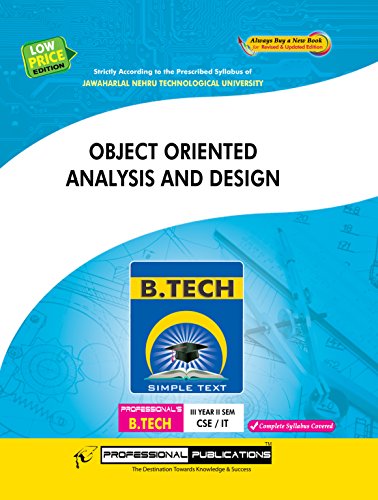 LOW
PRICE
EDITION
Always Buy a New Book
for Revised & Updated Edition
Strictly According to the Prescribed Syllabus of
JAWAHARLAL NEHRU TECHNOLOGICAL UNIVERSITY
OBJECT ORIENTED
ANALYSIS AND DESIGN
B.TECH
SIMPLE TEXT
PROFESSIONAL'S
B.TECH
III YEAR II SEM
CSE / IT
Complete Syllabus Covered
PROFESSIONAL PUBLICATIONS
TM
The Destination Towards Knowledge & Success